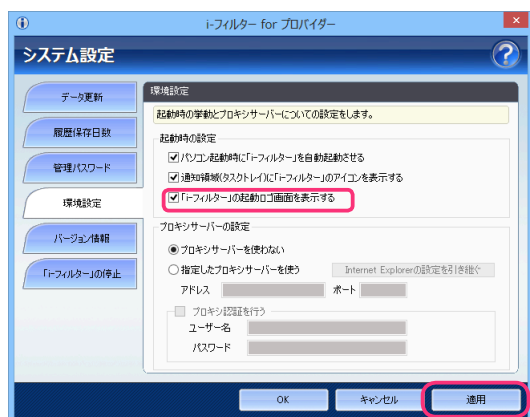 i-フィルター for プロバイダー
システム設定
データ更新
履歴保存日数
管理パスワード
環境設定
バージョン情報
「i-フィルター」の停止
環境設定
起動時の挙動とプロキシサーバーについての設定をします。
起動時の設定
パソコン起動時に「i-フィルター」を自動起動させる
通知領域(タスクトレイ)に「i-フィルター」のアイコンを表示する
「i-フィルター」の起動ロゴ画面を表示する
プロキシサーバーの設定
プロキシサーバーを使わない
指定したプロキシサーバーを使う
Internet Explorerの設定を引き継ぐ
アドレス
ポート
プロキシ認証を行う
ユーザー名
パスワード
OK
キャンセル
適用